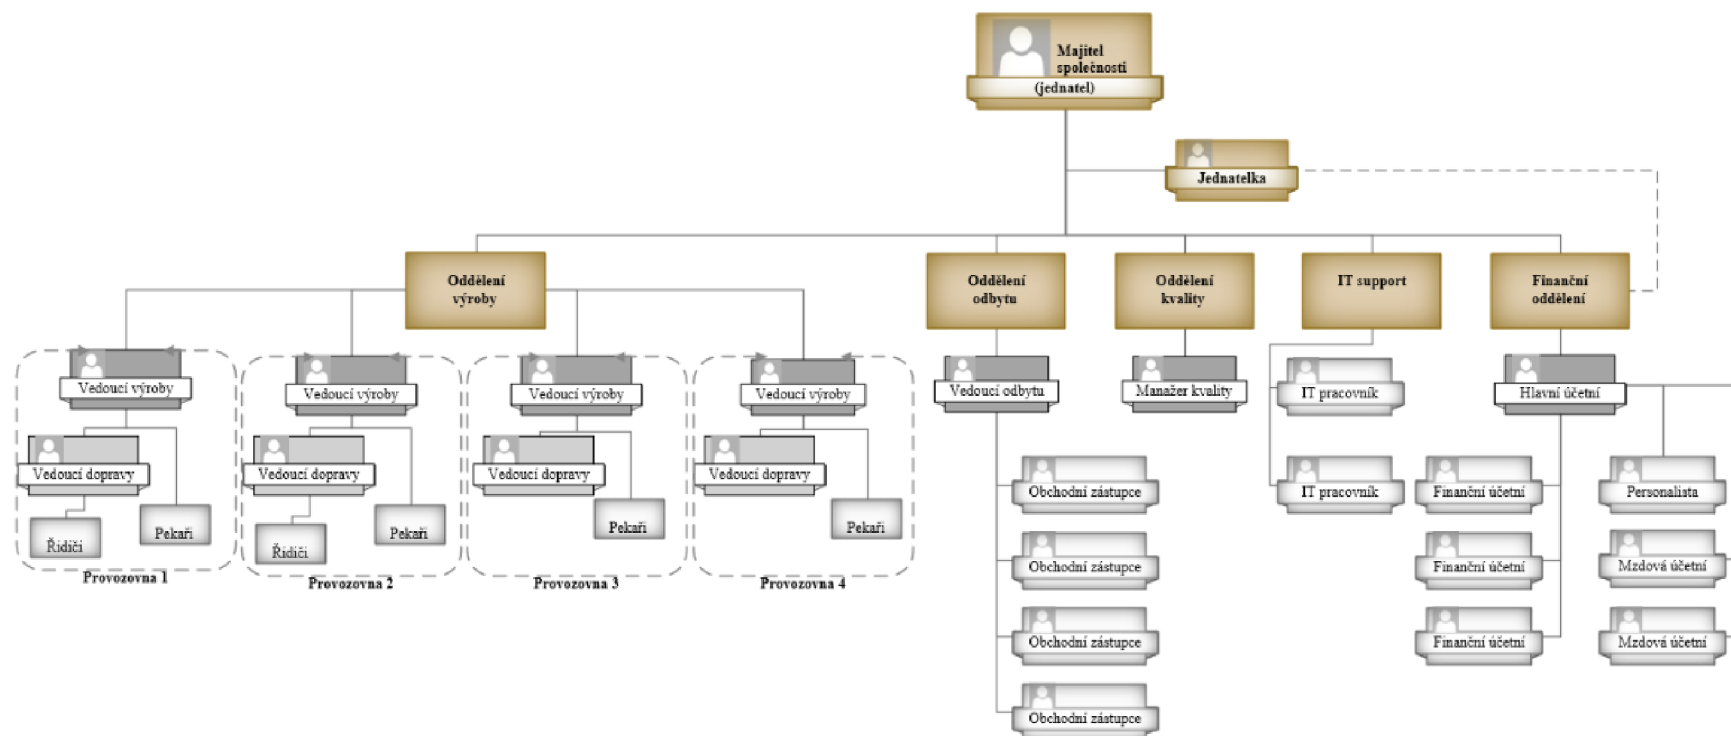 Majitel
společnosti
(jednatel)
Jednatelka
Oddělení
výroby
Oddělení
odbytu
Oddělení
kvality
IT support
Finanční
oddělení
Vedoucí výroby
Vedoucí výroby
Vedoucí výroby
Vedoucí výroby
Vedoucí odbytu
Manažer kvality
IT pracovník
Hlavní účetní
Vedoucí dopravy
Vedoucí dopravy
Vedoucí dopravy
Vedoucí dopravy
Obchodní zástupce
IT pracovník
Finanční účetní
Personalista
Řidiči
Pekaři
Řidiči
Pekaři
Pekaři
Pekaři
Provozovna 1
Provozovna 2
Provozovna 3
Provozovna 4
Obchodní zástupce
Finanční účetní
Mzdová účetní
Obchodní zástupce
Finanční účetní
Mzdová účetní
Obchodní zástupce